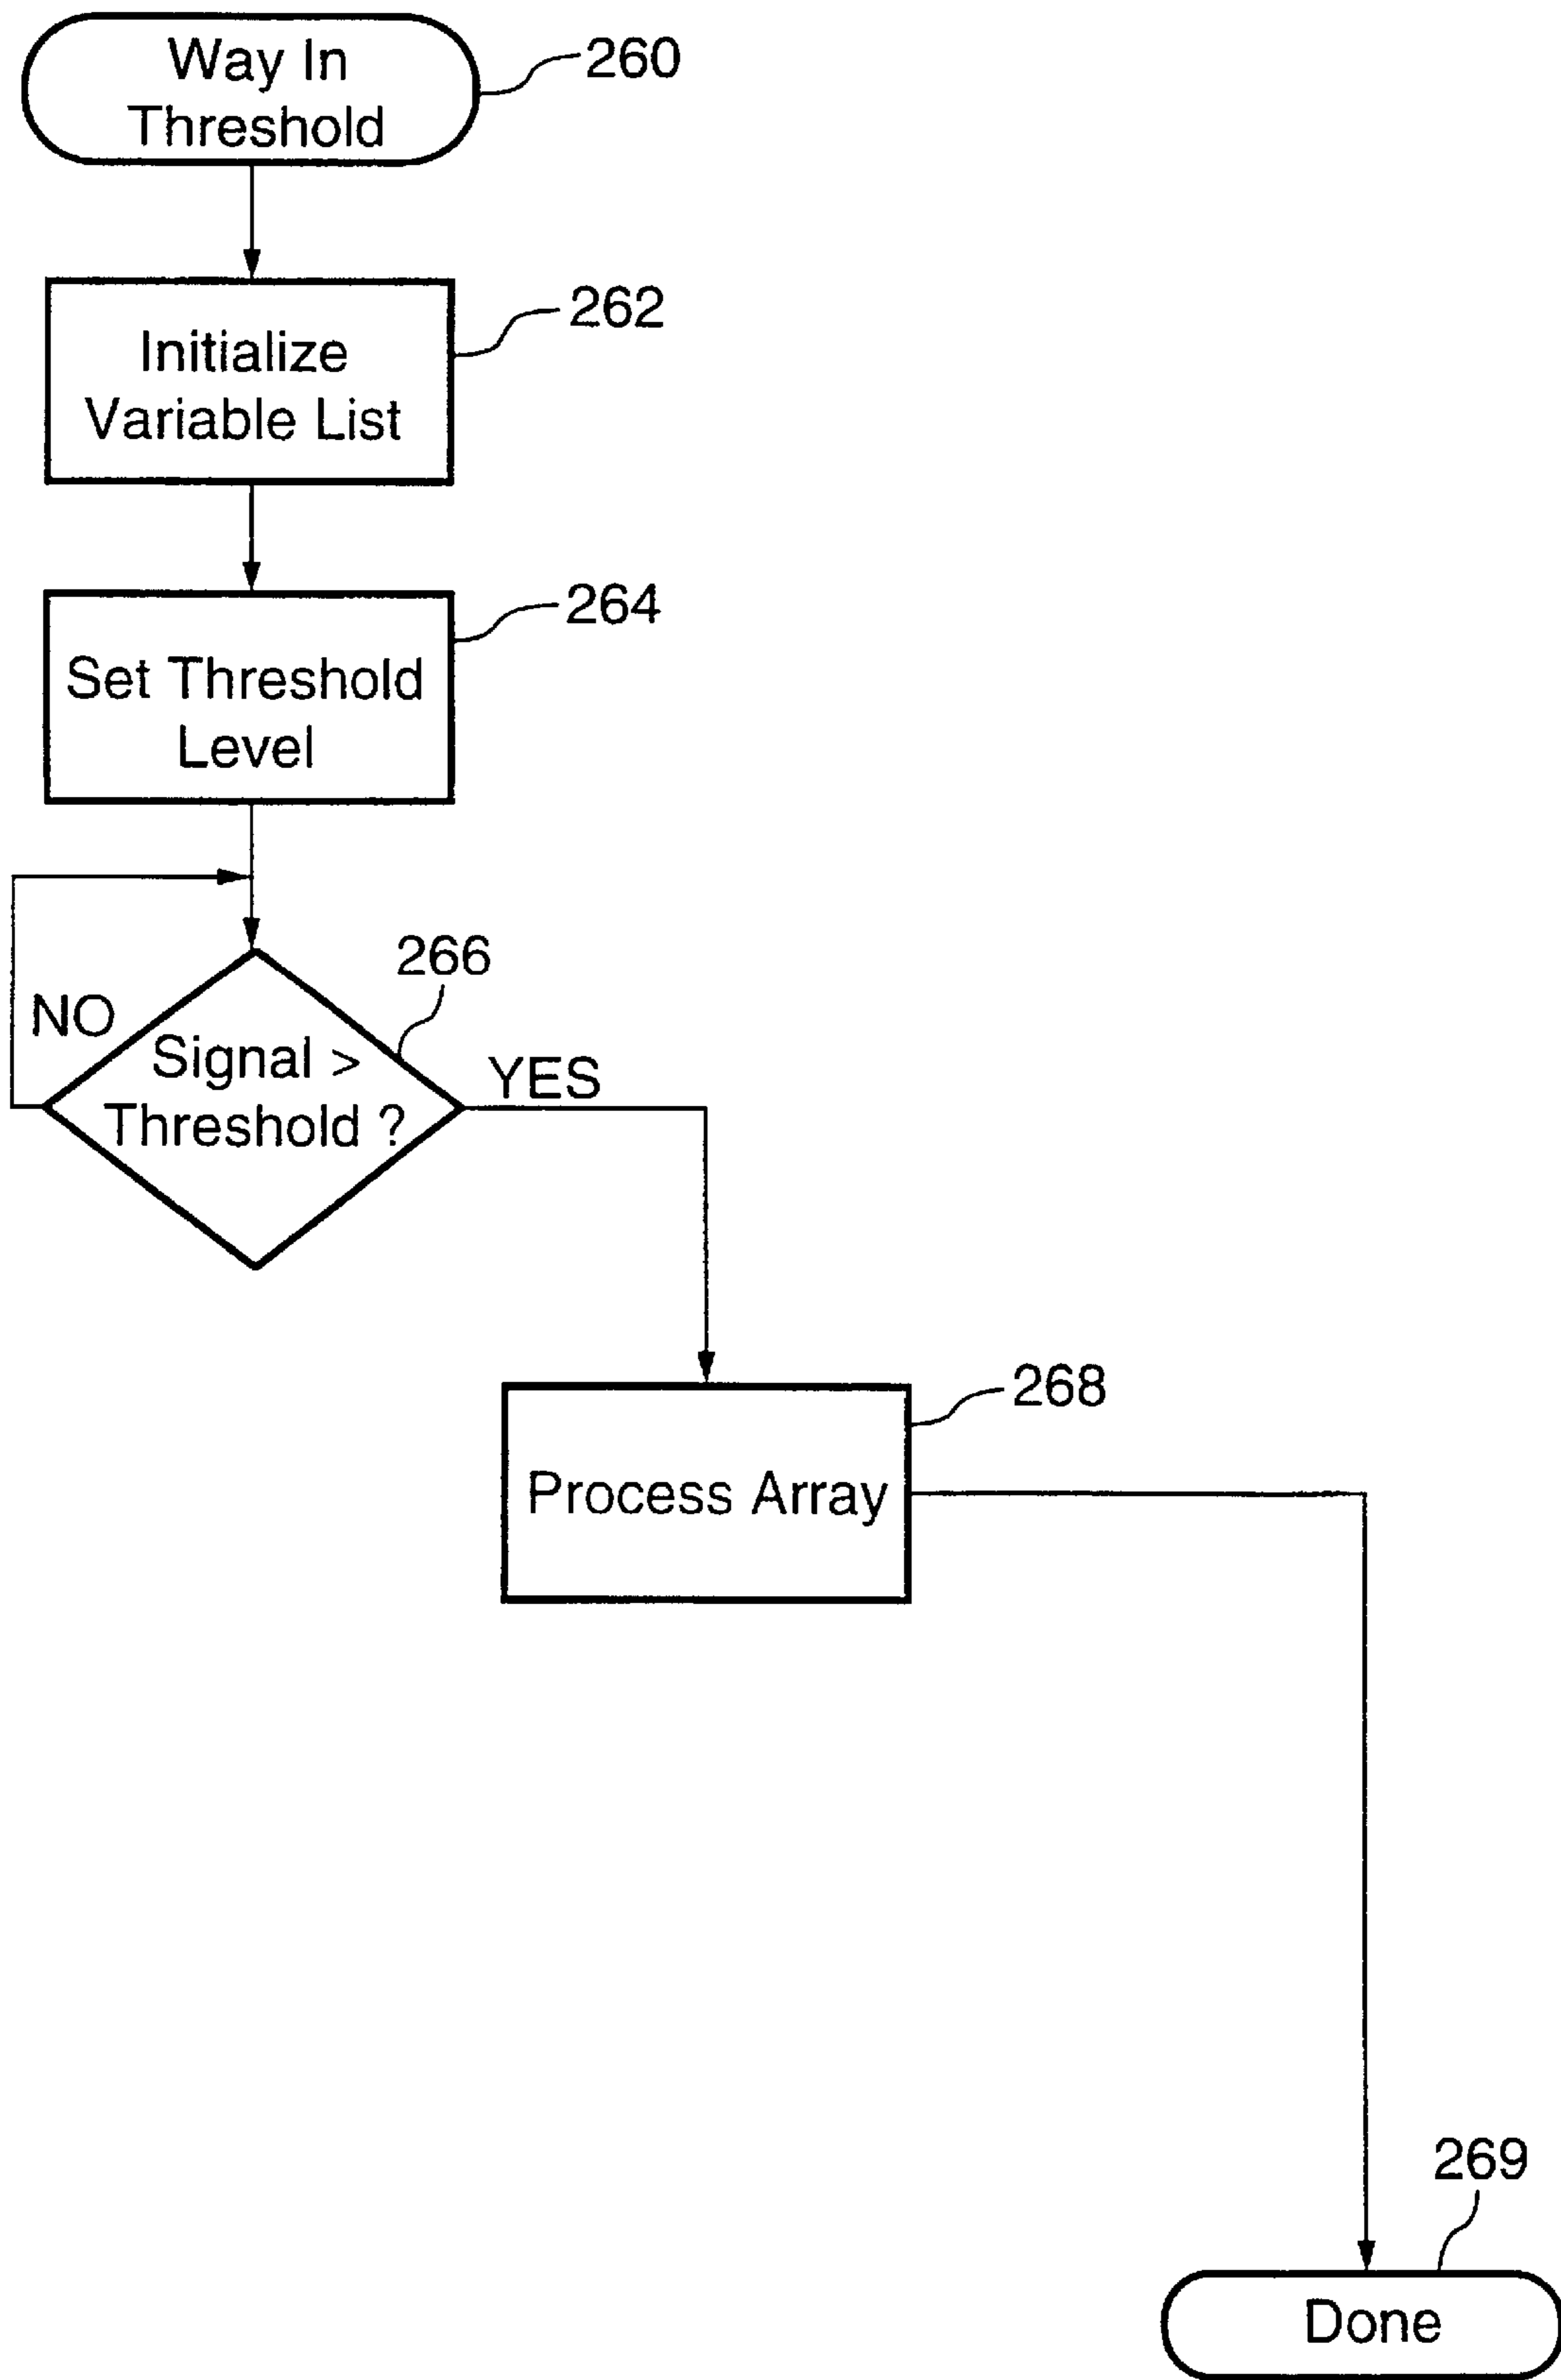 Way In
Threshold
260
Initialize
Variable List
262
Set Threshold
Level
264
NO
266
Signal >
Threshold ?
YES
268
Process Array
269
Done